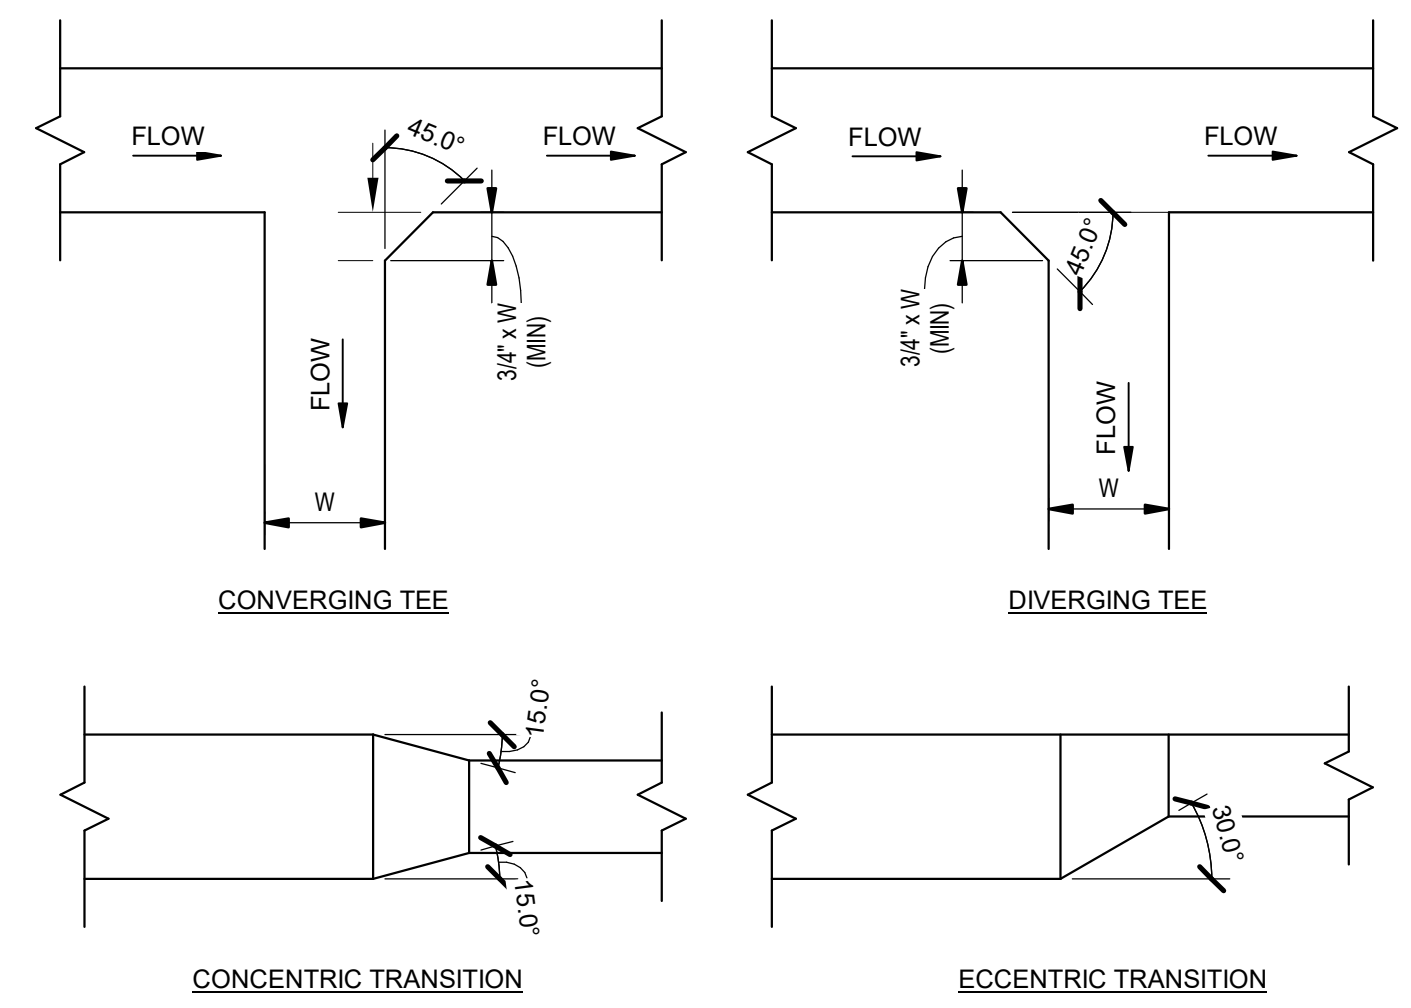 FLOW
FLOW
45.0°
3/4" x W
(MIN)
FLOW
W
CONVERGING TEE
FLOW
FLOW
45.0°
3/4" x W
(MIN)
FLOW
W
DIVERGING TEE
15.0°
15.0°
CONCENTRIC TRANSITION
30.0°
ECCENTRIC TRANSITION